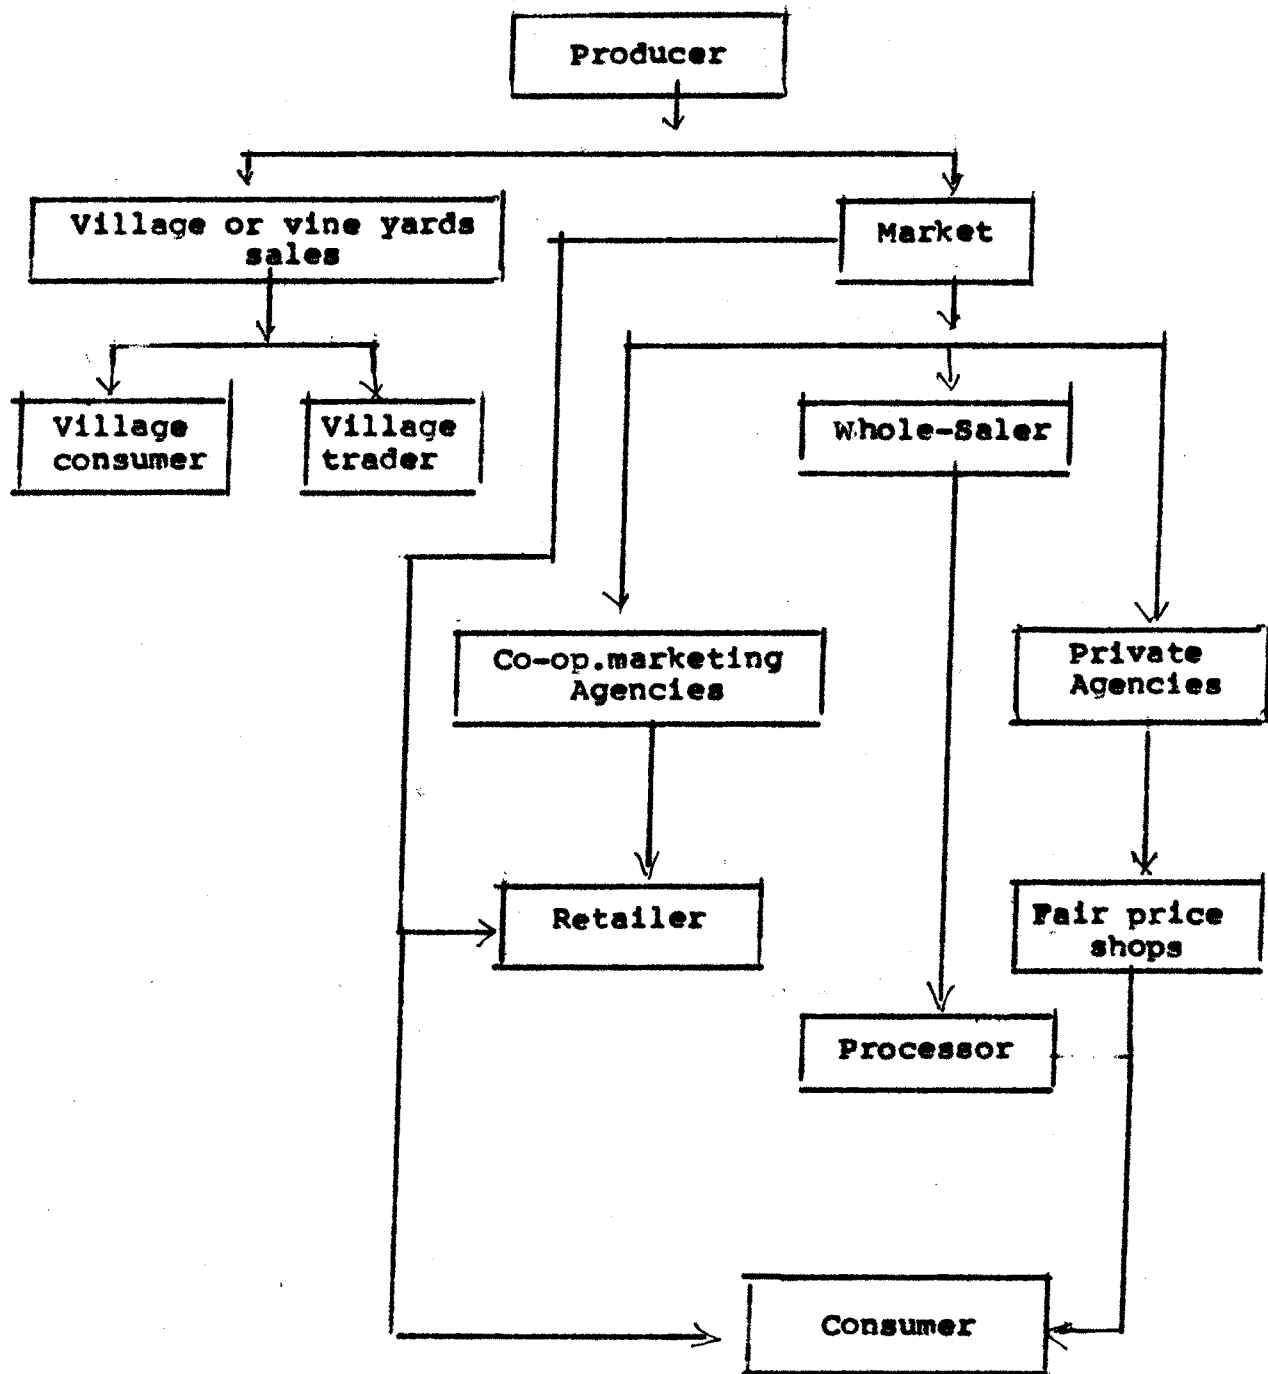 Producer
Village or vine yards
sales
Market
Village
consumer
Village
trader
Whole-Saler
Co-op.marketing
Agencies
Private
Agencies
Retailer
Fair price
shops
Processor
Consumer